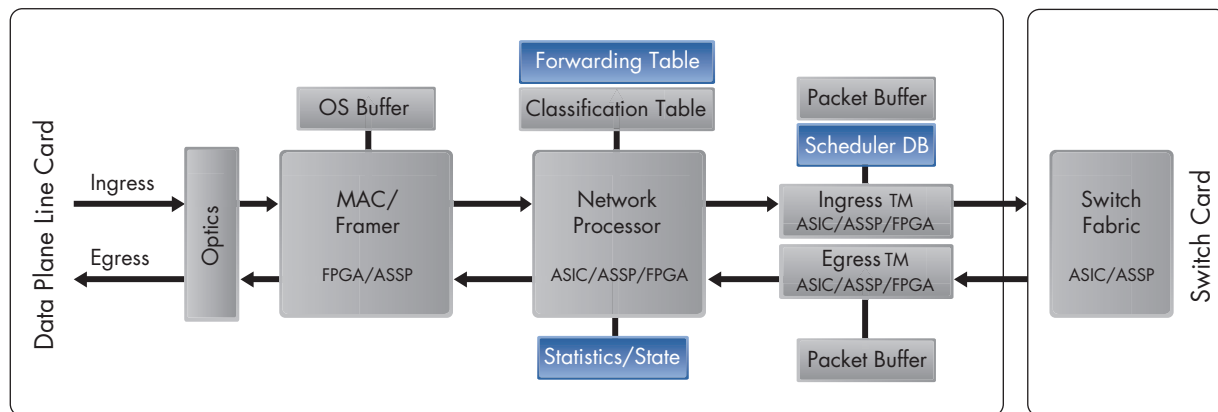 Data Plane Line Card
Ingress
Egress
Optics
OS Buffer
MAC/
Framer
FPGA/ASSP
Forwarding Table
Classification Table
Network
Processor
ASIC/ASSP/FPGA
Statistics/State
Packet Buffer
Scheduler DB
Ingress TM
ASIC/ASSP/FPGA
Egress TM
ASIC/ASSP/FPGA
Packet Buffer
Switch
Fabric
ASIC/ASSP
Switch Card